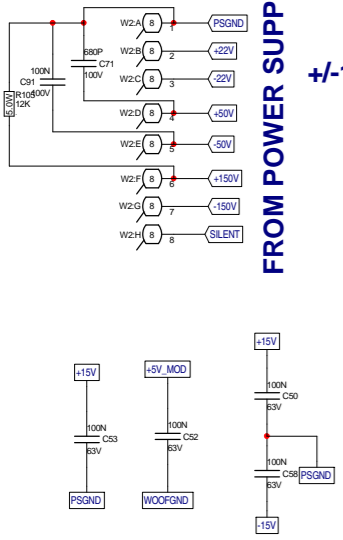 W2:A 8 1 PSGND
W2:B 8 2 +22V
W2:C 8 3 -22V
W2:D 8 4 +50V
W2:E 8 5 -50V
W2:F 8 6 +150V
W2:G 8 7 -150V
W2:H 8 8 SILENT
680P
C71
100V
100N
C91
100V
5.0W
R105
12K
FROM POWER SUPP
+/-1
+15V
100N
C53
63V
PSGND
+5V_MOD
100N
C52
63V
WOOFGND
+15V
100N
C50
63V
100N
C58
63V
PSGND
-15V